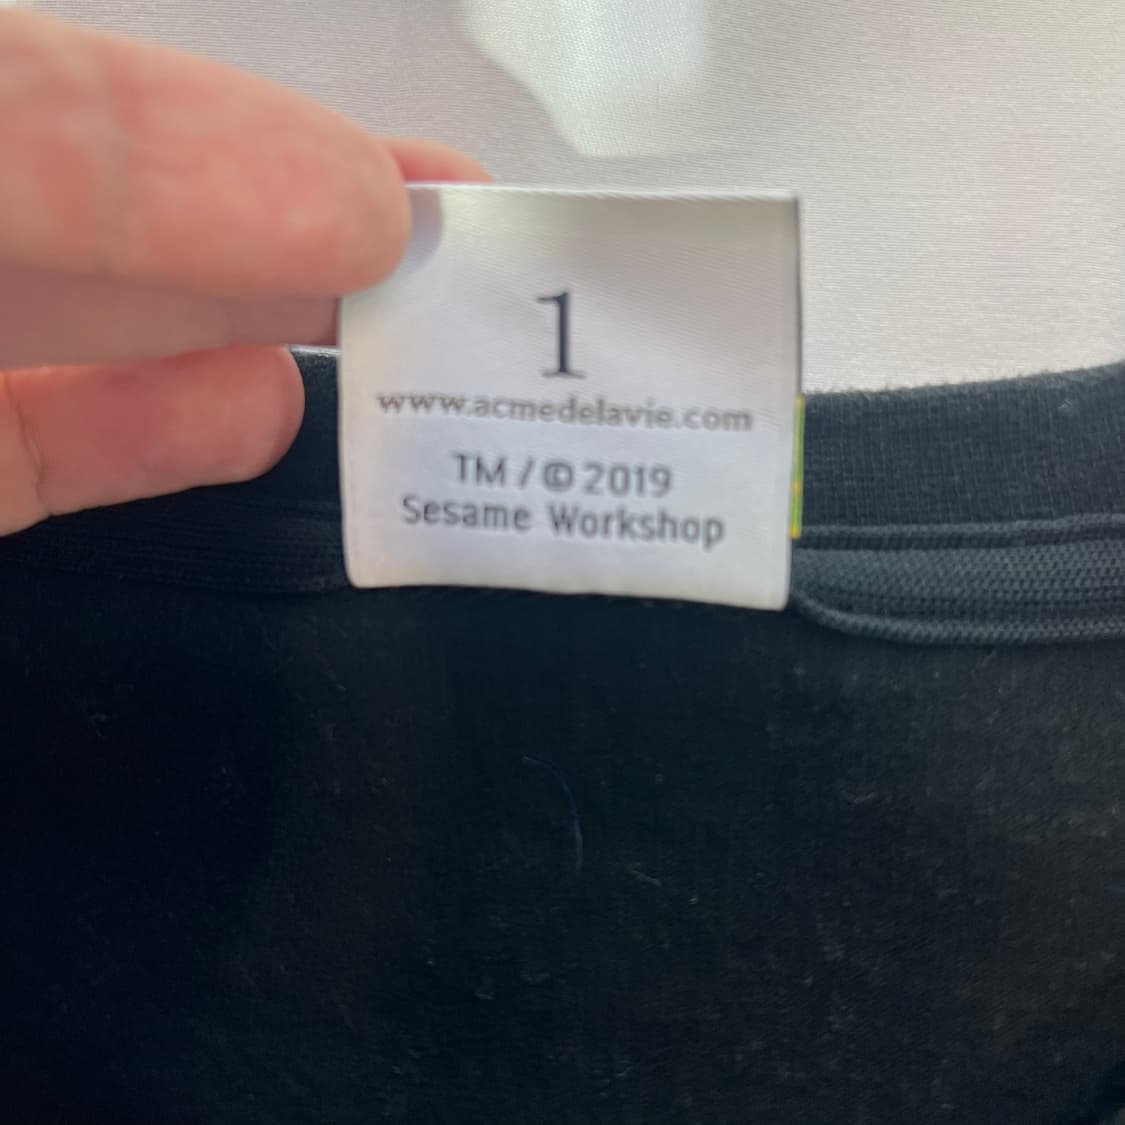 1
www.acmedelavie.com
TM / © 2019
Sesame Workshop